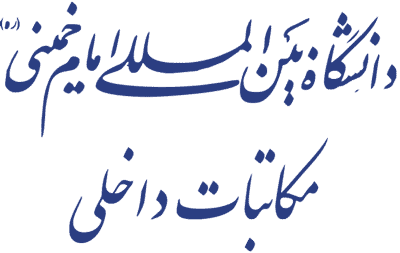 دانشگاه بین المللی امام خمینی (ره)
مکاتبات داخلی